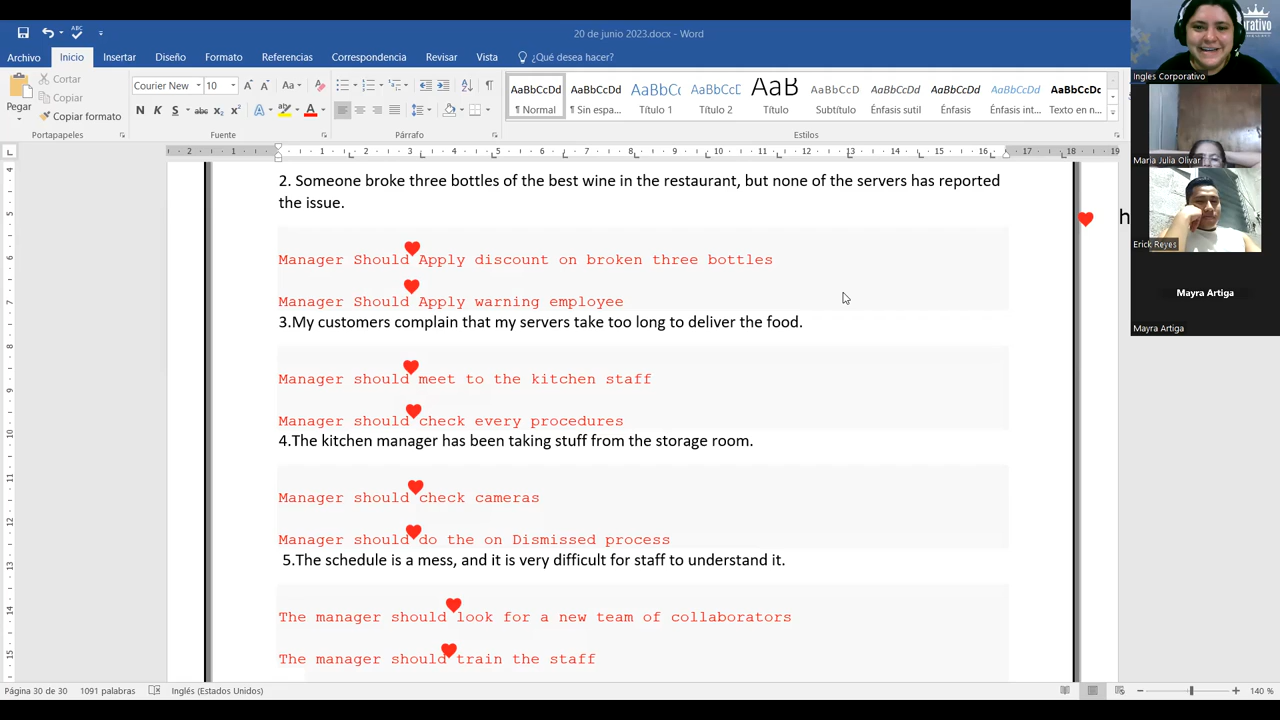 20 de junio 2023.docx - Word
Archivo Inicio Insertar Diseño Formato Referencias Correspondencia Revisar Vista ¿Qué desea hacer?
Pegar
Cortar
Copiar
Copiar formato
Portapapeles
Courier New 10
N K S abc x₂ x²
Fuente
Párrafo
AaBbCcDd AaBbCcDd AaBbCc AaBbCcC AaB AaBbCcD AaBbCcDd AaBbCcDd AaBbCcDd AaBbCcDc
¶ Normal ¶ Sin espa... Título 1 Título 2 Título Subtítulo Énfasis sutil Énfasis Énfasis int... Texto en n...
Estilos
2. Someone broke three bottles of the best wine in the restaurant, but none of the servers has reported
the issue.
Manager Should Apply discount on broken three bottles
Manager Should Apply warning employee
3.My customers complain that my servers take too long to deliver the food.
Manager should meet to the kitchen staff
Manager should check every procedures
4.The kitchen manager has been taking stuff from the storage room.
Manager should check cameras
Manager should do the on Dismissed process
5.The schedule is a mess, and it is very difficult for staff to understand it.
The manager should look for a new team of collaborators
The manager should train the staff
h
Ingles Corporativo
Maria Julia Olivar
Erick Reyes
Mayra Artiga
Mayra Artiga
Página 30 de 30 1091 palabras Inglés (Estados Unidos) 140 %